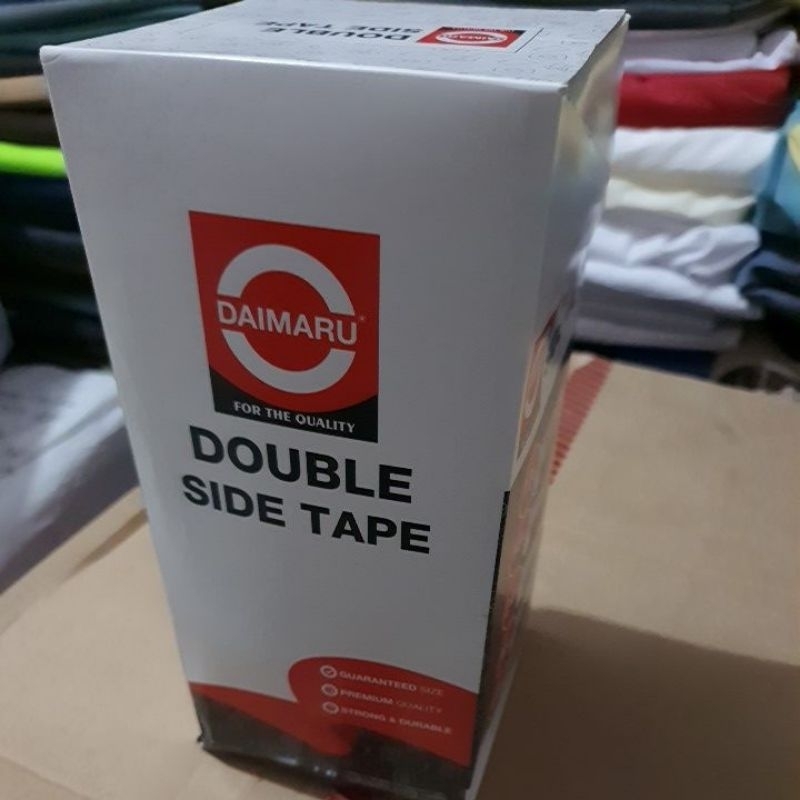 DOUBLE
SIDE TAPE
DAIMARU
DAIMARU®
FOR THE QUALITY
DOUBLE
SIDE TAPE
GUARANTEED SIZE
PREMIUM QUALITY
STRONG & DURABLE